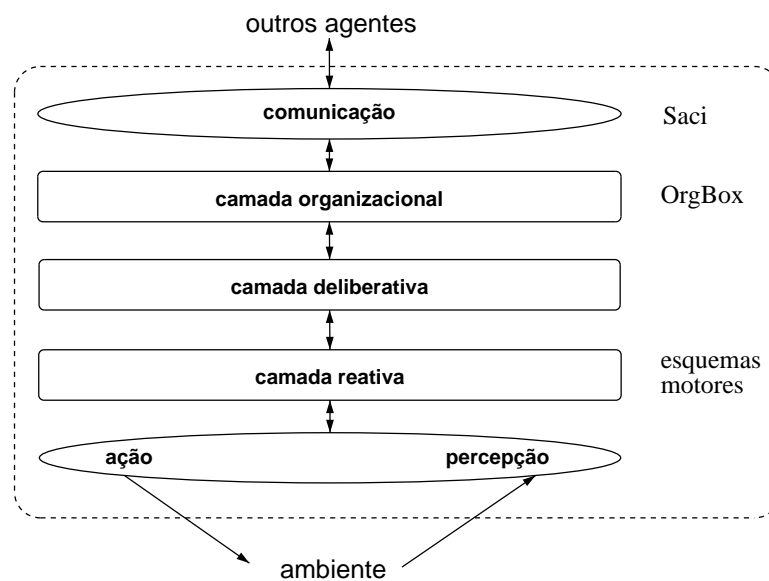 outros agentes
comunicação
Saci
camada organizacional
OrgBox
camada deliberativa
camada reativa
esquemas
motores
ação
percepção
ambiente